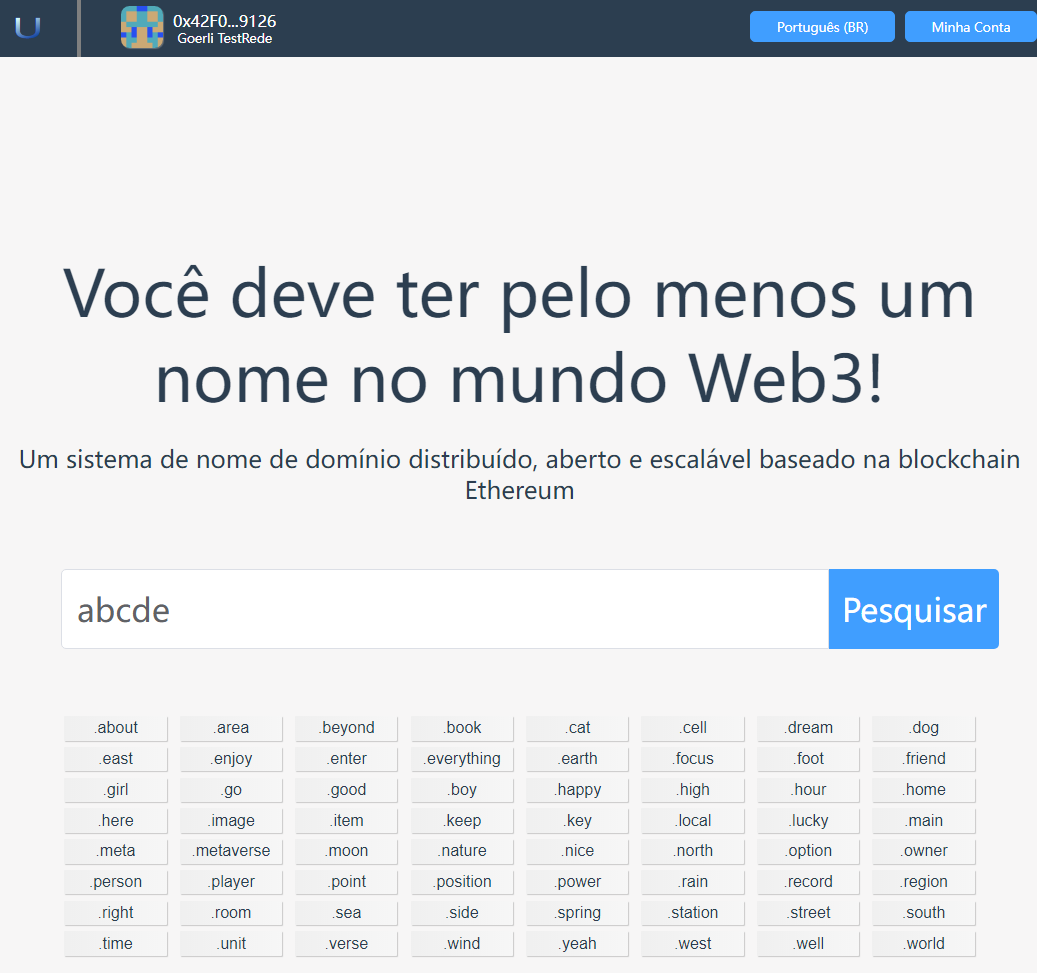 U
0x42F0...9126
Goerli TestRede
Português (BR)
Minha Conta
Você deve ter pelo menos um
nome no mundo Web3!
Um sistema de nome de domínio distribuído, aberto e escalável baseado na blockchain
Ethereum
abcde
Pesquisar
.about .area .beyond .book .cat .cell .dream .dog
.east .enjoy .enter .everything .earth .focus .foot .friend
.girl .go .good .boy .happy .high .hour .home
.here .image .item .keep .key .local .lucky .main
.meta .metaverse .moon .nature .nice .north .option .owner
.person .player .point .position .power .rain .record .region
.right .room .sea .side .spring .station .street .south
.time .unit .verse .wind .yeah .west .well .world